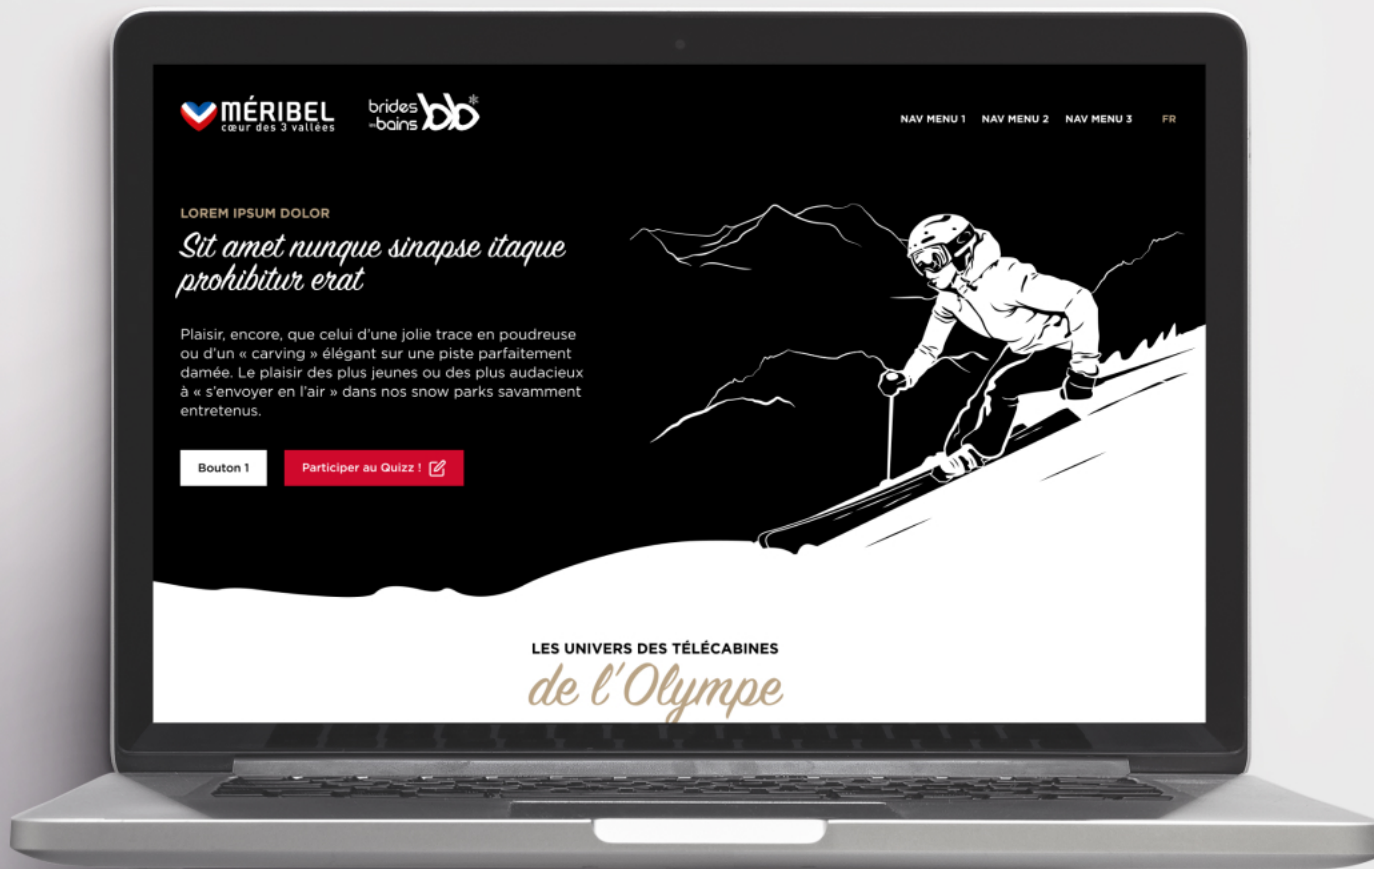 MÉRIBEL
cœur des 3 vallées
brides
les bains
bb
NAV MENU 1 NAV MENU 2 NAV MENU 3 FR
LOREM IPSUM DOLOR
Sit amet nunque sinapse itaque
prohibitur erat
Plaisir, encore, que celui d'une jolie trace en poudreuse
ou d'un « carving » élégant sur une piste parfaitement
damée. Le plaisir des plus jeunes ou des plus audacieux
à « s'envoyer en l'air » dans nos snow parks savamment
entretenus.
Bouton 1 Participer au Quizz !
LES UNIVERS DES TÉLÉCABINES
de l'Olympe